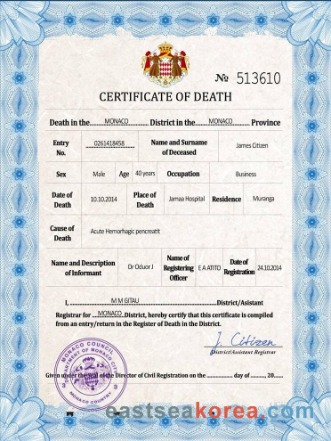 № 513610
CERTIFICATE OF DEATH
Death in the MONACO District in the MONACO Province
Entry No. 0261418458 Name and Surname of Deceased James Citizen
Sex Male Age 40 years Occupation Business
Date of Death 10.10.2014 Place of Death Jamaa Hospital Residence Muranga
Cause of Death Acute Hemorhagic pencreatt
Name and Description of Informant Dr Oduor J Name of Registering Officer E.A ATITO Date of Registration 24.10.2014
I, M M GITAU District/Asistant
Registrar for MONACO District, hereby certify that this certificate is compiled
from an entry/return in the Register of Death in the District.
J. Citizen
District/Assistant Registrar
MONACO COUNCIL
Given under the Seal of the Director of Civil Registration on the day of 20
eastseakorea.com